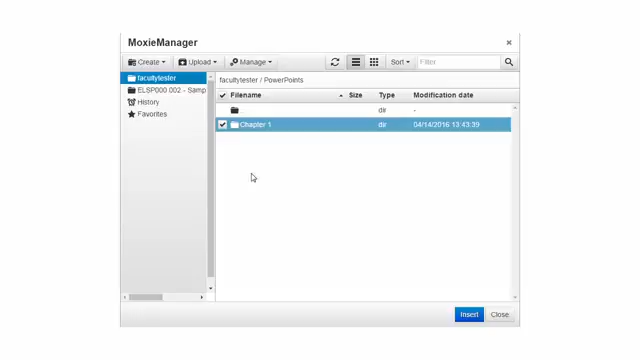 MoxieManager ×
Create Upload Manage Sort Filter
facultytester
ELSP000 002 - Samp
History
Favorites
facultytester / PowerPoints
Filename Size Type Modification date
dir -
Chapter 1 dir 04/14/2016 13:43:39
Insert Close